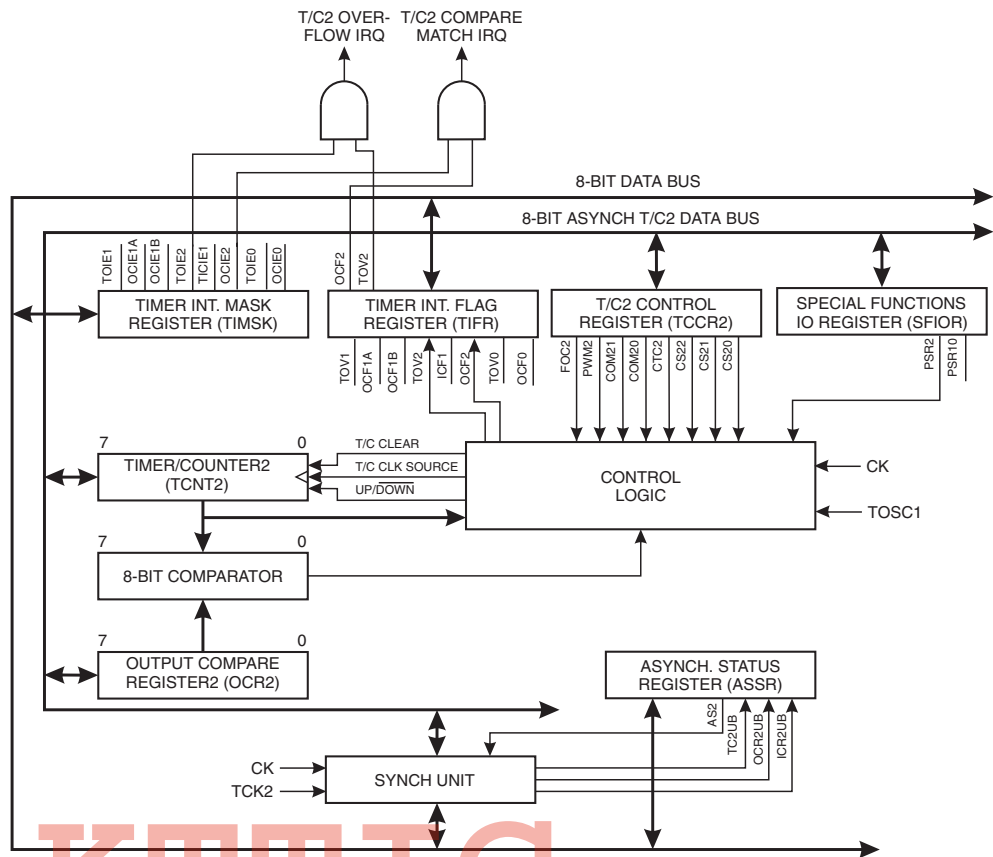 T/C2 OVER-
FLOW IRQ
T/C2 COMPARE
MATCH IRQ
8-BIT DATA BUS
8-BIT ASYNCH T/C2 DATA BUS
TOIE1
OCIE1A
OCIE1B
TOIE2
TICIE1
OCIE2
TOIE0
OCIE0
OCF2
TOV2
TIMER INT. MASK
REGISTER (TIMSK)
TIMER INT. FLAG
REGISTER (TIFR)
T/C2 CONTROL
REGISTER (TCCR2)
SPECIAL FUNCTIONS
IO REGISTER (SFIOR)
TOV1
OCF1A
OCF1B
TOV2
ICF1
OCF2
TOV0
OCF0
FOC2
PWM2
COM21
COM20
CTC2
CS22
CS21
CS20
PSR2
PSR10
7 0
TIMER/COUNTER2
(TCNT2)
T/C CLEAR
T/C CLK SOURCE
UP/DOWN
CONTROL
LOGIC
CK
TOSC1
7 0
8-BIT COMPARATOR
7 0
OUTPUT COMPARE
REGISTER2 (OCR2)
ASYNCH. STATUS
REGISTER (ASSR)
AS2
TC2UB
OCR2UB
ICR2UB
CK
TCK2
SYNCH UNIT